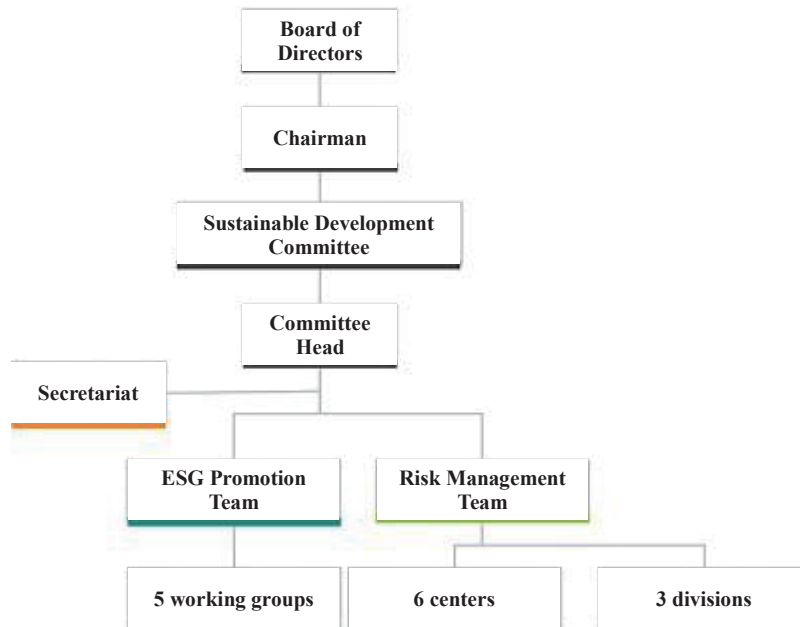 Board of
Directors
Chairman
Sustainable Development
Committee
Committee
Head
Secretariat
ESG Promotion
Team
Risk Management
Team
5 working groups
6 centers
3 divisions